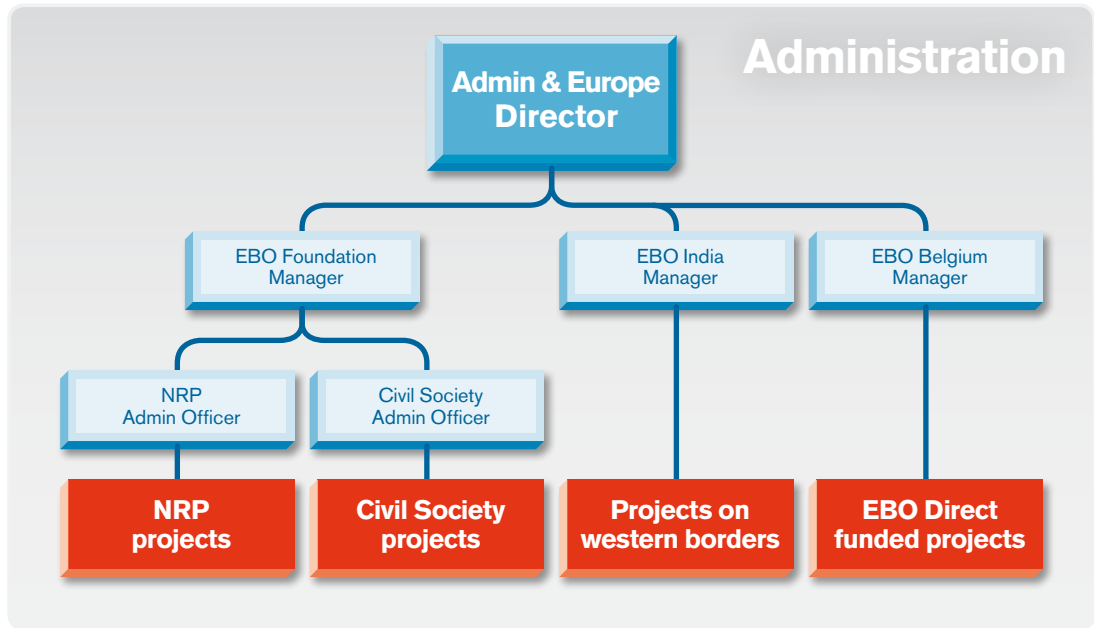 Administration
Admin & Europe
Director
EBO Foundation
Manager
EBO India
Manager
EBO Belgium
Manager
NRP
Admin Officer
Civil Society
Admin Officer
NRP
projects
Civil Society
projects
Projects on
western borders
EBO Direct
funded projects